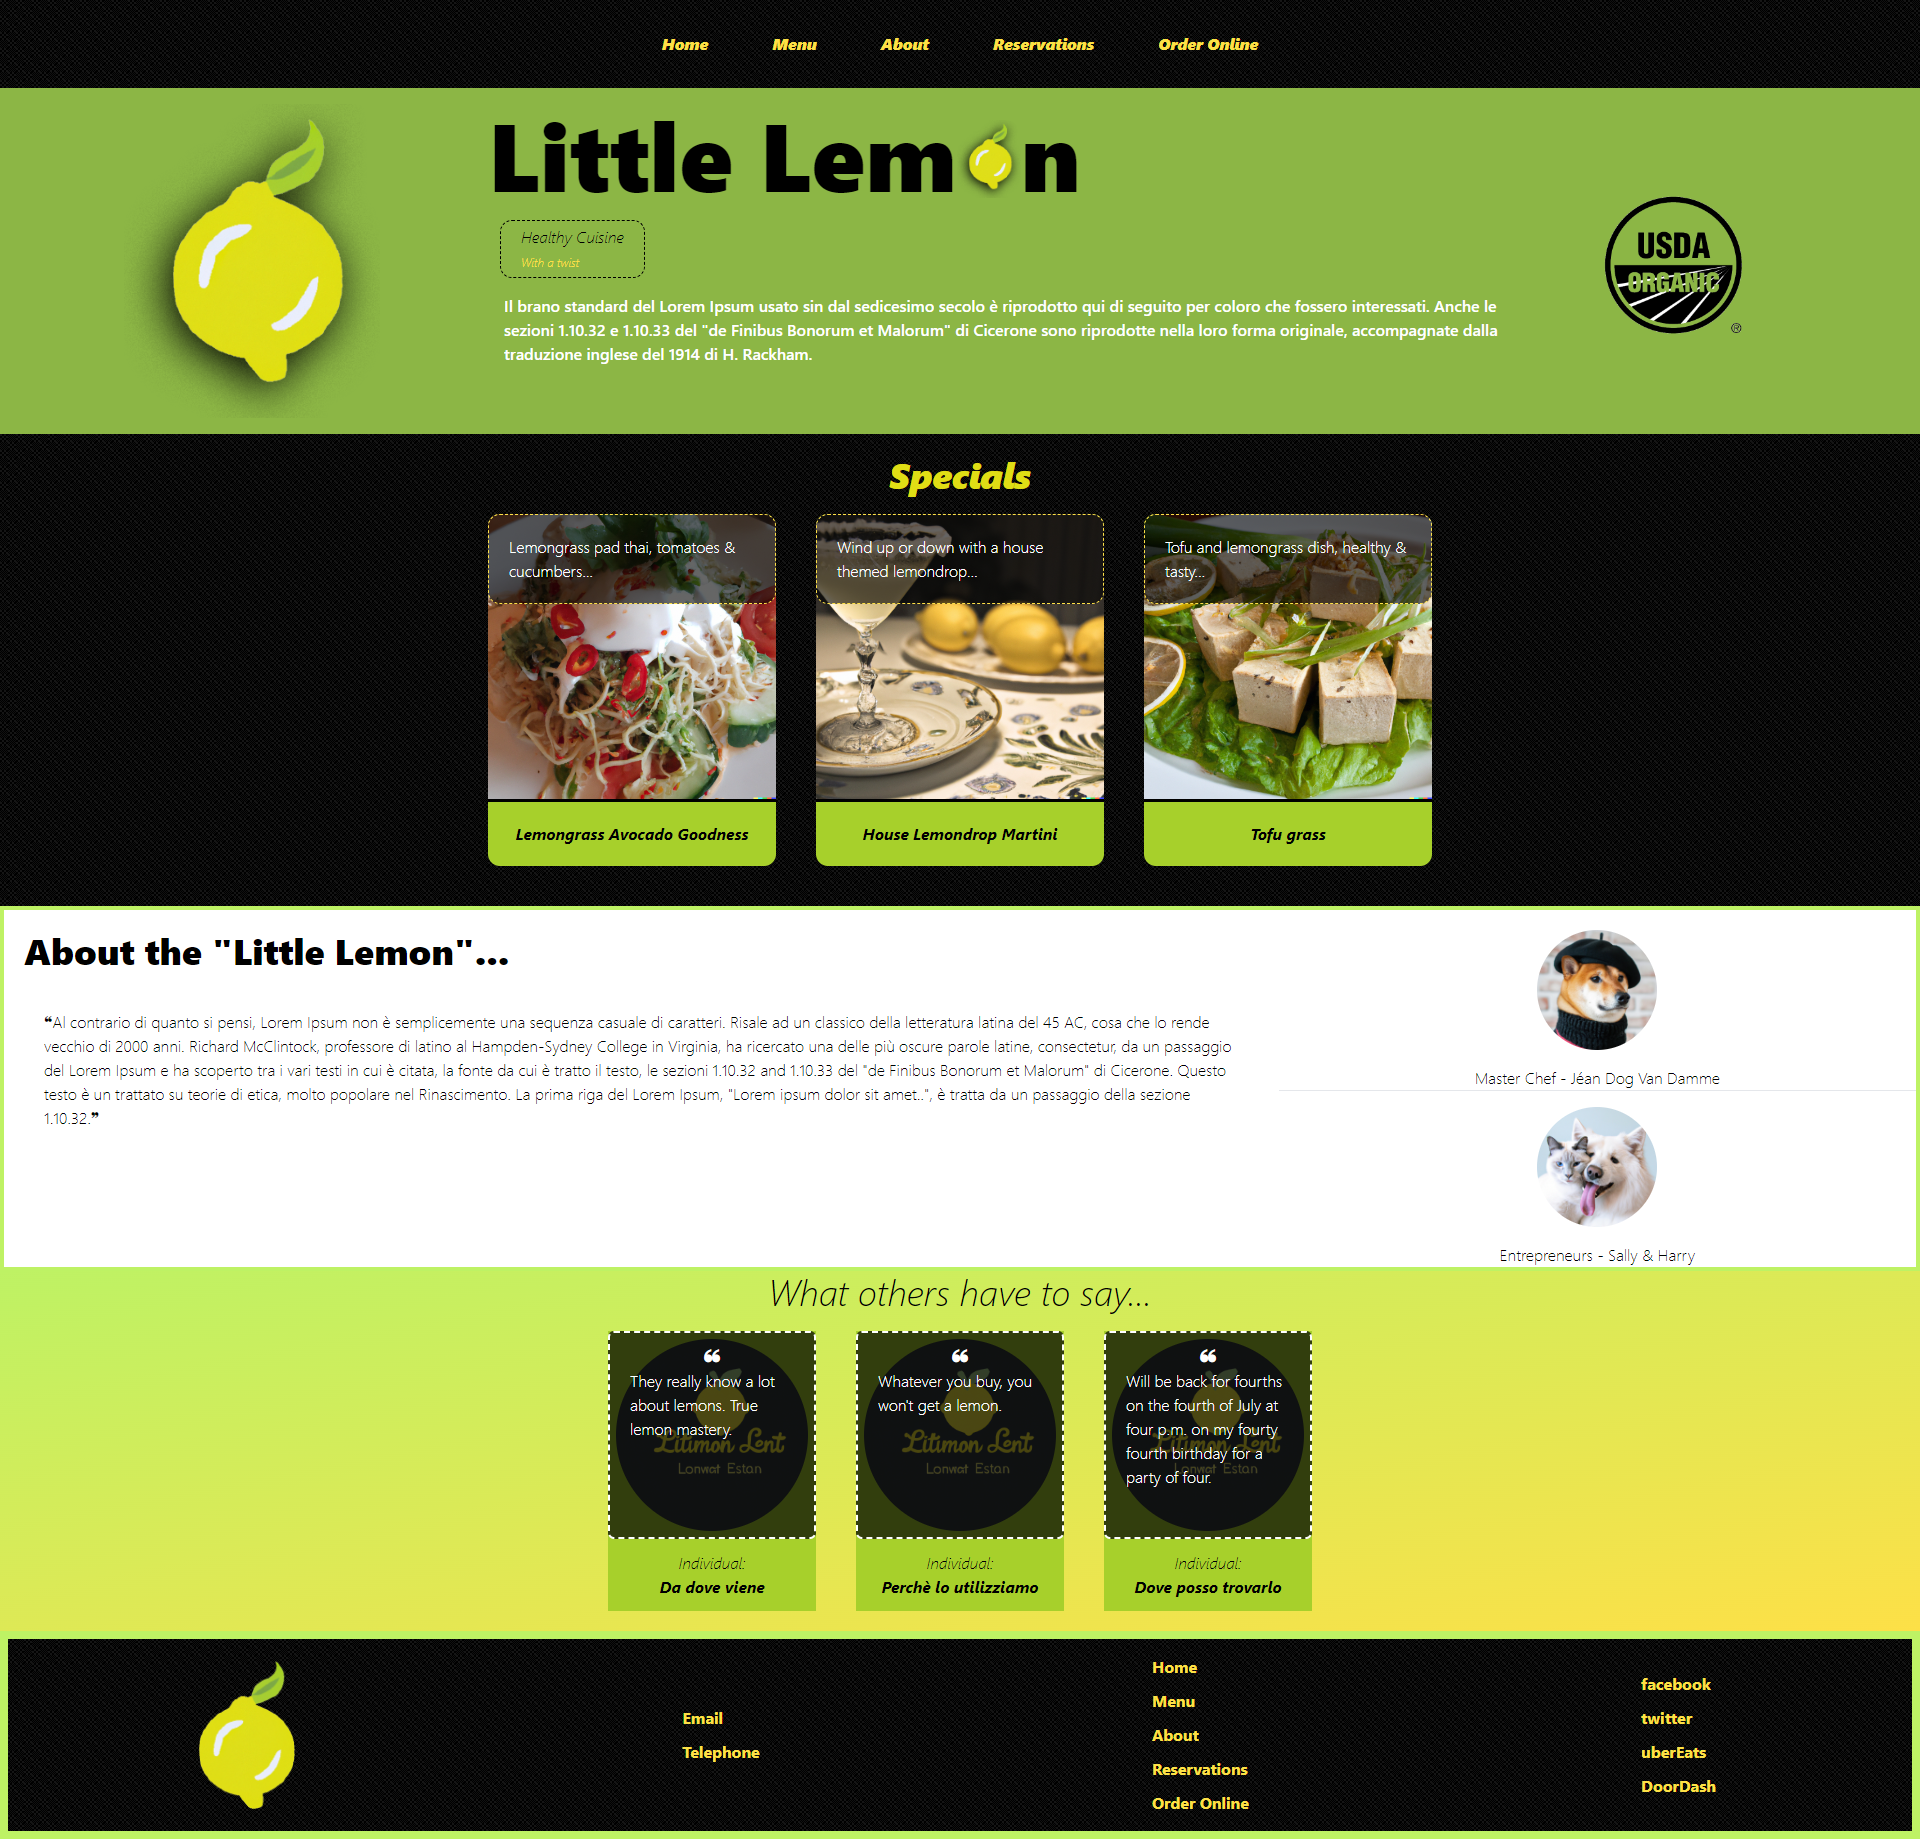 Home Menu About Reservations Order Online
Little Lem n
Healthy Cuisine
With a twist
Il brano standard del Lorem Ipsum usato sin dal sedicesimo secolo è riprodotto qui di seguito per coloro che fossero interessati. Anche le
sezioni 1.10.32 e 1.10.33 del "de Finibus Bonorum et Malorum" di Cicerone sono riprodotte nella loro forma originale, accompagnate dalla
traduzione inglese del 1914 di H. Rackham.
USDA
ORGANIC
®
Specials
Lemongrass pad thai, tomatoes &
cucumbers...
Lemongrass Avocado Goodness
Wind up or down with a house
themed lemondrop...
House Lemondrop Martini
Tofu and lemongrass dish, healthy &
tasty...
Tofu grass
About the "Little Lemon"...
❝Al contrario di quanto si pensi, Lorem Ipsum non è semplicemente una sequenza casuale di caratteri. Risale ad un classico della letteratura latina del 45 AC, cosa che lo rende
vecchio di 2000 anni. Richard McClintock, professore di latino al Hampden-Sydney College in Virginia, ha ricercato una delle più oscure parole latine, consectetur, da un passaggio
del Lorem Ipsum e ha scoperto tra i vari testi in cui è citata, la fonte da cui è tratto il testo, le sezioni 1.10.32 and 1.10.33 del "de Finibus Bonorum et Malorum" di Cicerone. Questo
testo è un trattato su teorie di etica, molto popolare nel Rinascimento. La prima riga del Lorem Ipsum, "Lorem ipsum dolor sit amet..", è tratta da un passaggio della sezione
1.10.32.❞
Master Chef - Jéan Dog Van Damme
Entrepreneurs - Sally & Harry
What others have to say...
❝
They really know a lot
about lemons. True
lemon mastery.
Litimon Lent
Lonwat Estan
Individual:
Da dove viene
❝
Whatever you buy, you
won't get a lemon.
Litimon Lent
Lonwat Estan
Individual:
Perchè lo utilizziamo
❝
Will be back for fourths
on the fourth of July at
four p.m. on my fourty
fourth birthday for a
party of four.
Litimon Lent
Lonwat Estan
Individual:
Dove posso trovarlo
Email
Telephone
Home
Menu
About
Reservations
Order Online
facebook
twitter
uberEats
DoorDash